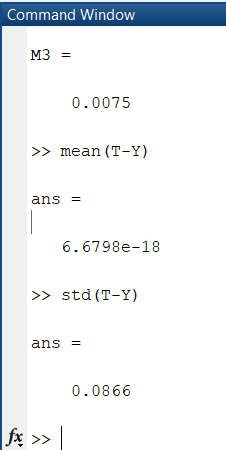 Command Window
M3 =
0.0075
>> mean(T-Y)
ans =
6.6798e-18
>> std(T-Y)
ans =
0.0866
fx >>